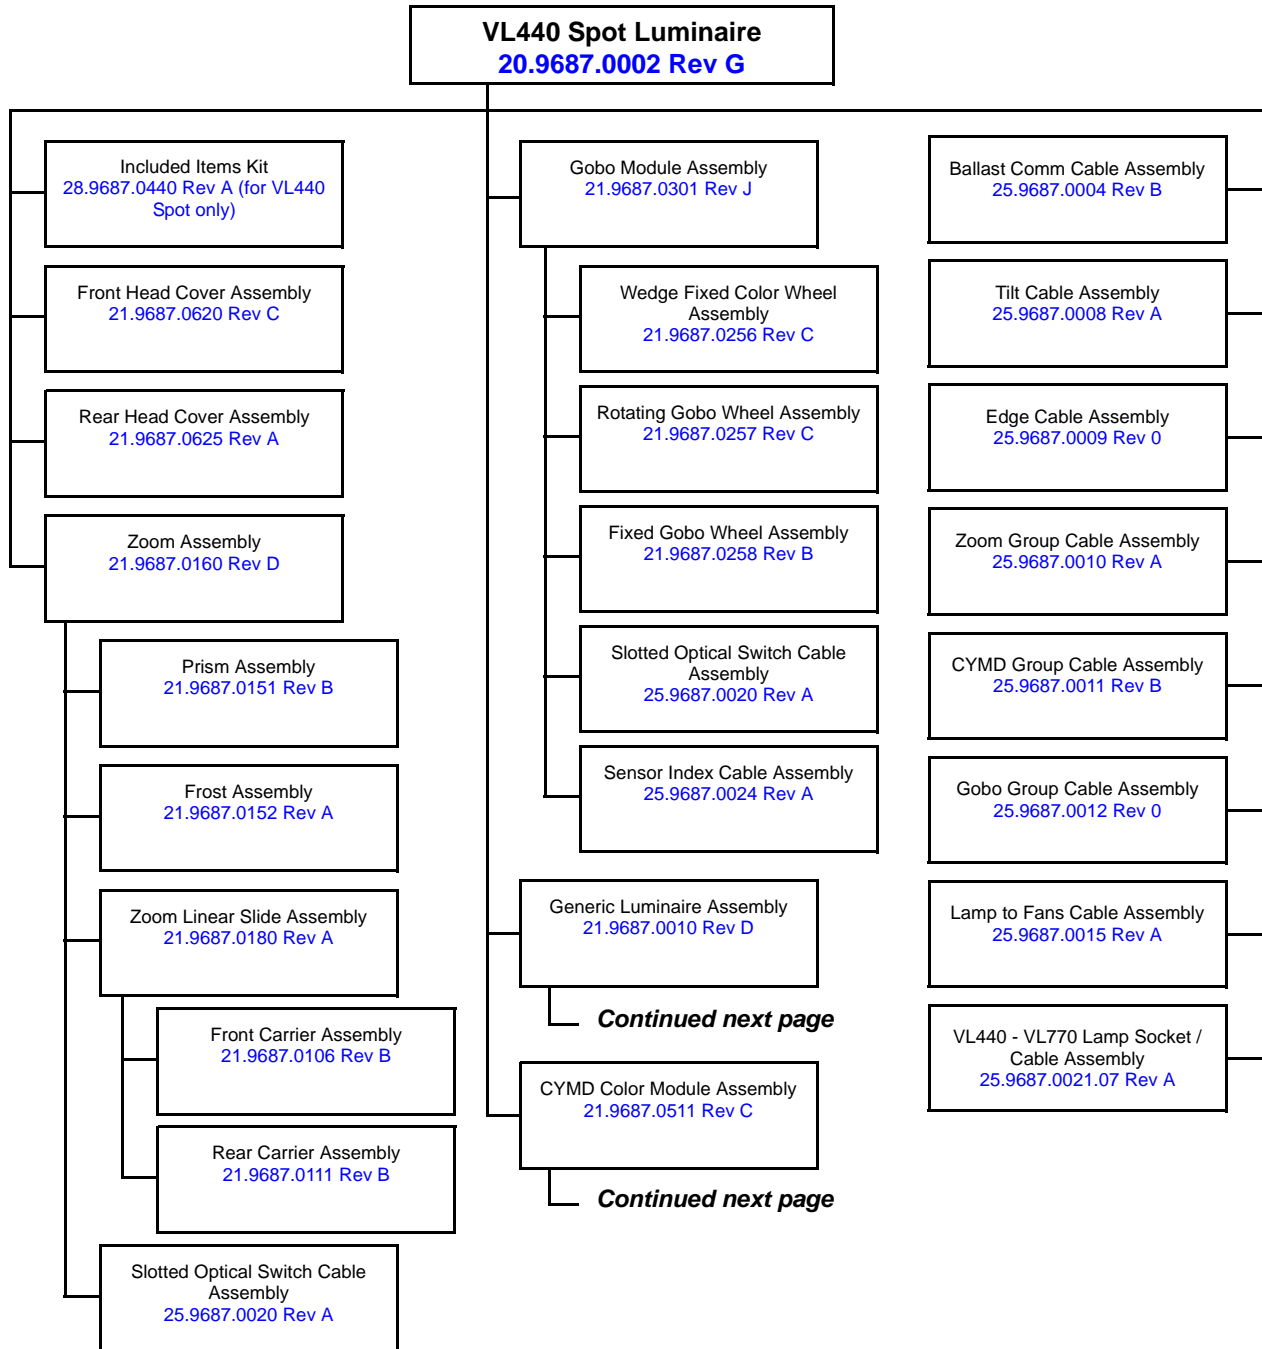 VL440 Spot Luminaire
20.9687.0002 Rev G
Included Items Kit
28.9687.0440 Rev A (for VL440
Spot only)
Front Head Cover Assembly
21.9687.0620 Rev C
Rear Head Cover Assembly
21.9687.0625 Rev A
Zoom Assembly
21.9687.0160 Rev D
Prism Assembly
21.9687.0151 Rev B
Frost Assembly
21.9687.0152 Rev A
Zoom Linear Slide Assembly
21.9687.0180 Rev A
Front Carrier Assembly
21.9687.0106 Rev B
Rear Carrier Assembly
21.9687.0111 Rev B
Slotted Optical Switch Cable
Assembly
25.9687.0020 Rev A
Gobo Module Assembly
21.9687.0301 Rev J
Wedge Fixed Color Wheel
Assembly
21.9687.0256 Rev C
Rotating Gobo Wheel Assembly
21.9687.0257 Rev C
Fixed Gobo Wheel Assembly
21.9687.0258 Rev B
Slotted Optical Switch Cable
Assembly
25.9687.0020 Rev A
Sensor Index Cable Assembly
25.9687.0024 Rev A
Generic Luminaire Assembly
21.9687.0010 Rev D
Continued next page
CYMD Color Module Assembly
21.9687.0511 Rev C
Continued next page
Ballast Comm Cable Assembly
25.9687.0004 Rev B
Tilt Cable Assembly
25.9687.0008 Rev A
Edge Cable Assembly
25.9687.0009 Rev 0
Zoom Group Cable Assembly
25.9687.0010 Rev A
CYMD Group Cable Assembly
25.9687.0011 Rev B
Gobo Group Cable Assembly
25.9687.0012 Rev 0
Lamp to Fans Cable Assembly
25.9687.0015 Rev A
VL440 - VL770 Lamp Socket /
Cable Assembly
25.9687.0021.07 Rev A